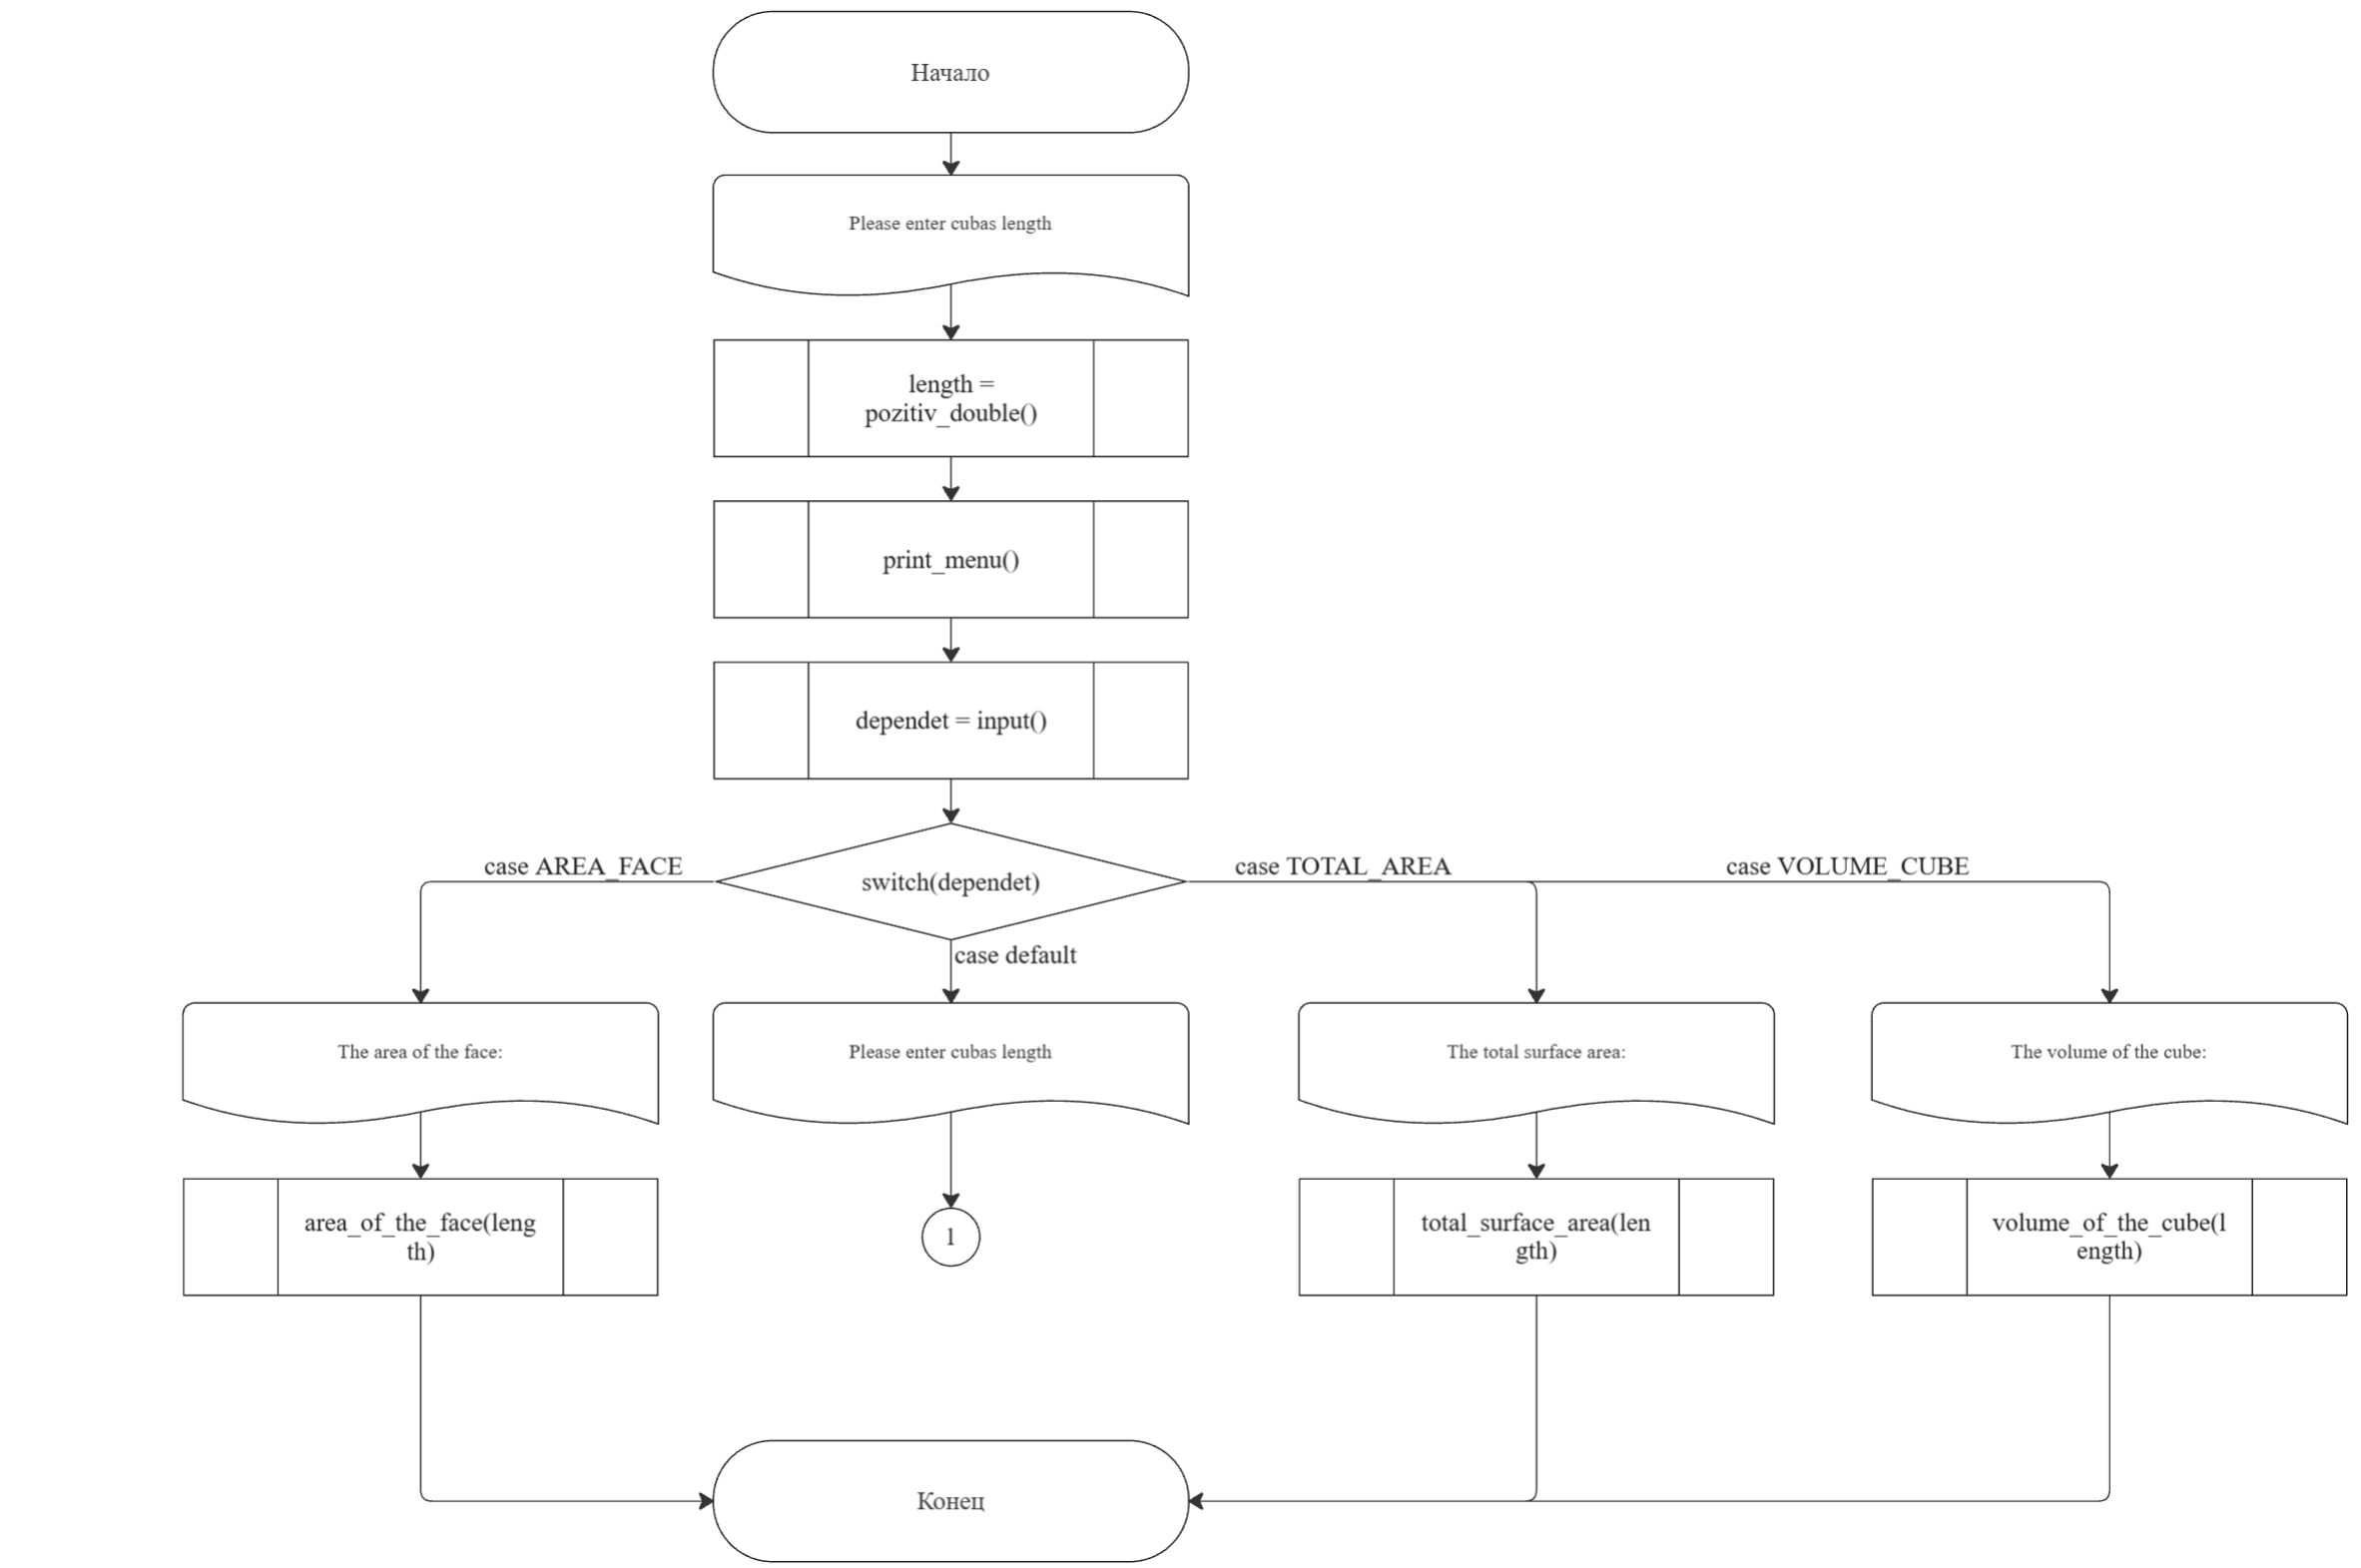 Начало
Please enter cubas length
length =
pozitiv_double()
print_menu()
dependet = input()
case AREA_FACE
switch(dependet)
case TOTAL_AREA
case VOLUME_CUBE
case default
The area of the face:
Please enter cubas length
The total surface area:
The volume of the cube:
area_of_the_face(leng
th)
1
total_surface_area(len
gth)
volume_of_the_cube(l
ength)
Конец